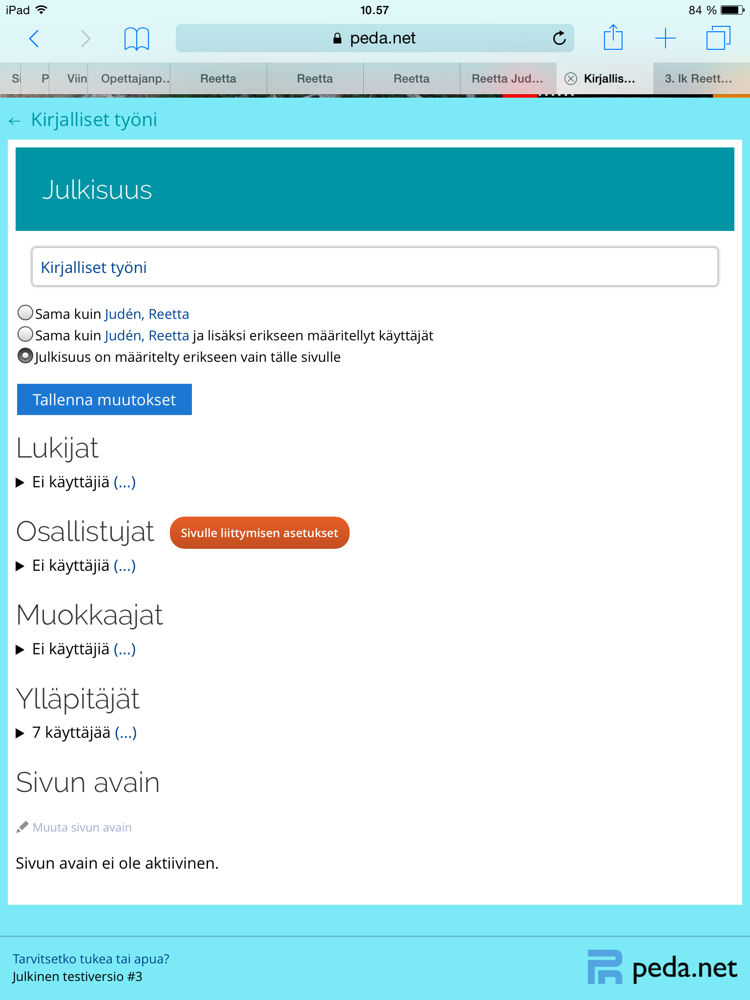 iPad 10.57 84 %
peda.net
Si P Viin Opettajanp... Reetta Reetta Reetta Reetta Jud... Kirjallis... 3. lk Reett...
← Kirjalliset työni
Julkisuus
Kirjalliset työni
Sama kuin Judén, Reetta
Sama kuin Judén, Reetta ja lisäksi erikseen määritellyt käyttäjät
Julkisuus on määritelty erikseen vain tälle sivulle
Tallenna muutokset
Lukijat
Ei käyttäjiä (...)
Osallistujat Sivulle liittymisen asetukset
Ei käyttäjiä (...)
Muokkaajat
Ei käyttäjiä (...)
Ylläpitäjät
7 käyttäjää (...)
Sivun avain
Muuta sivun avain
Sivun avain ei ole aktiivinen.
Tarvitsetko tukea tai apua?
Julkinen testiversio #3
peda.net